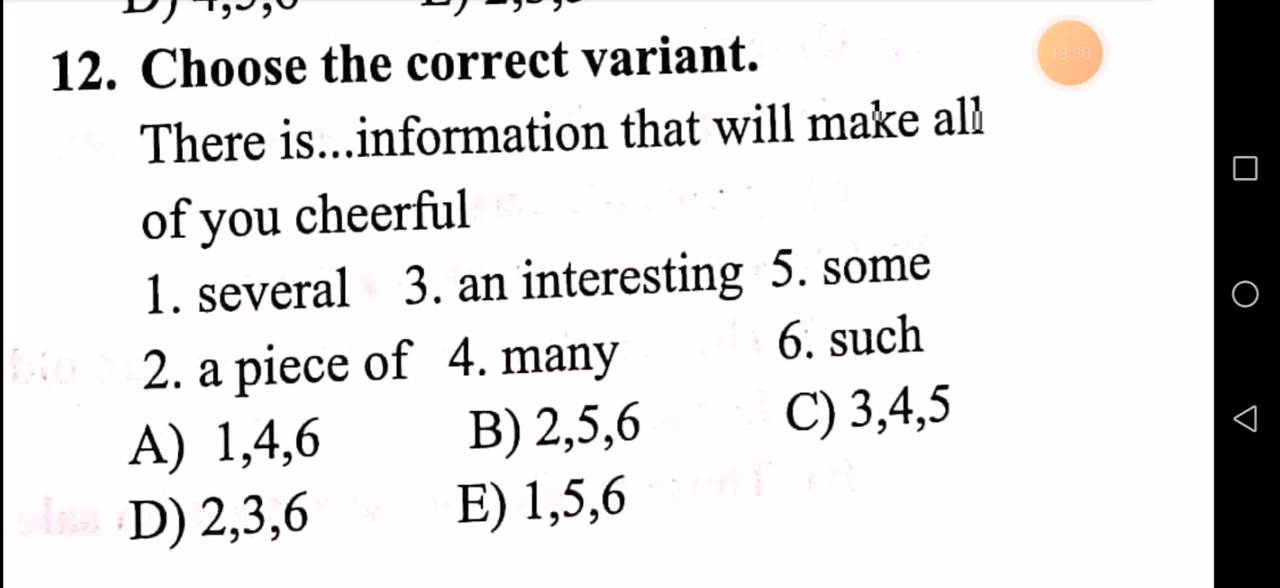 12. Choose the correct variant.
There is...information that will make all
of you cheerful
1. several 3. an interesting 5. some
2. a piece of 4. many 6. such
A) 1,4,6 B) 2,5,6 C) 3,4,5
D) 2,3,6 E) 1,5,6
13:30